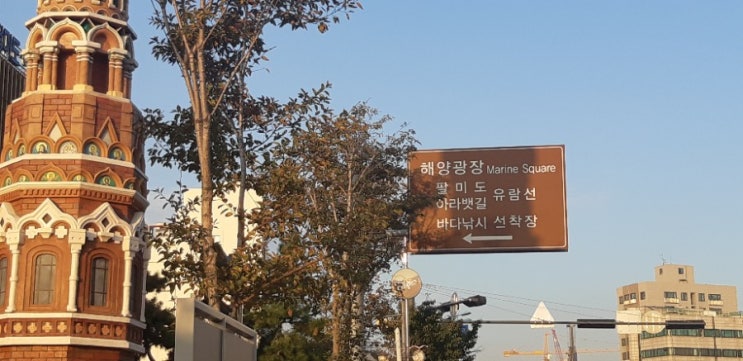 해양광장 Marine Square
팔미도 유람선
아라뱃길
바다낚시 선착장